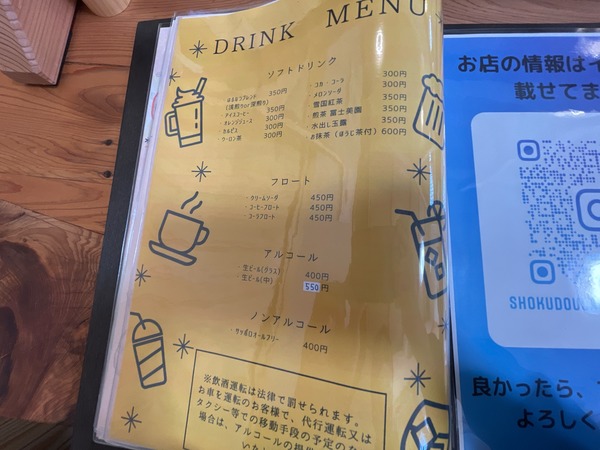 DRINK MENU
ソフトドリンク
350円
(浅煎りor深煎り)
・アイスコーヒー 350円
・オレンジジュース 300円
・カルピス 300円
・ウーロン茶 300円
・コカ・コーラ 300円
・メロンソーダ 300円
雪国紅茶 350円
煎茶 冨士美園 350円
・水出し玉露 350円
・お抹茶(ほうじ茶付) 600円
フロート
・クリームソーダ 450円
・コーヒーフロート 450円
・コーラフロート 450円
アルコール
・生ビール(グラス) 400円
・生ビール(中) 550円
ノンアルコール
・サッポロオールフリー 400円
※飲酒運転は法律で罰せられます。
お車を運転のお客様で、代行運転又は
タクシー等での移動手段の予定のな
場合は、アルコールの提供
いた
お店の情報は
載せてま
SHOKUDOU
良かったら、
よろしく